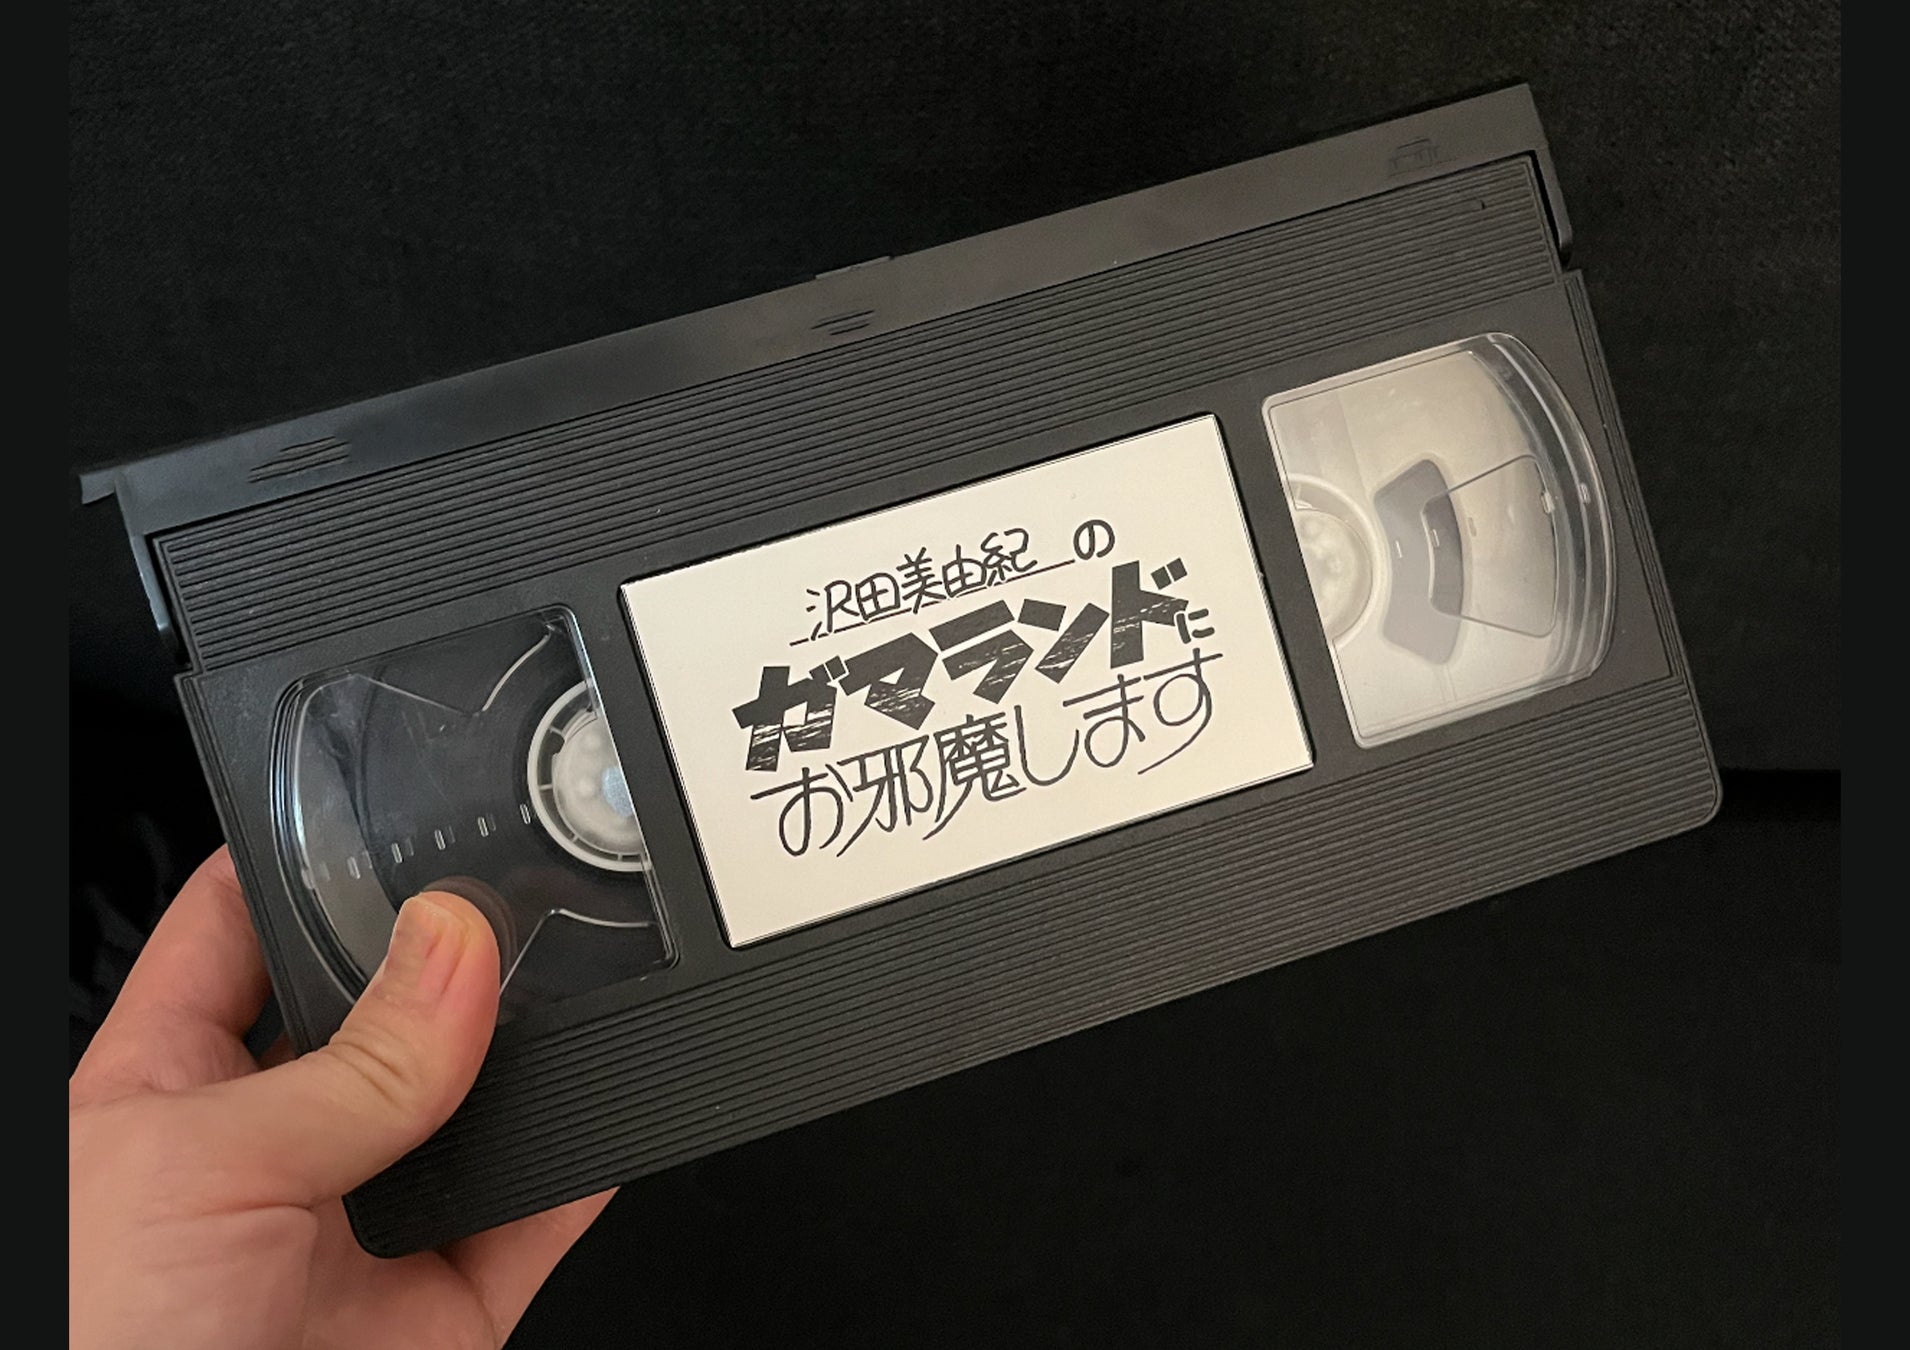 沢田美由紀の
ガマランドに
お邪魔します